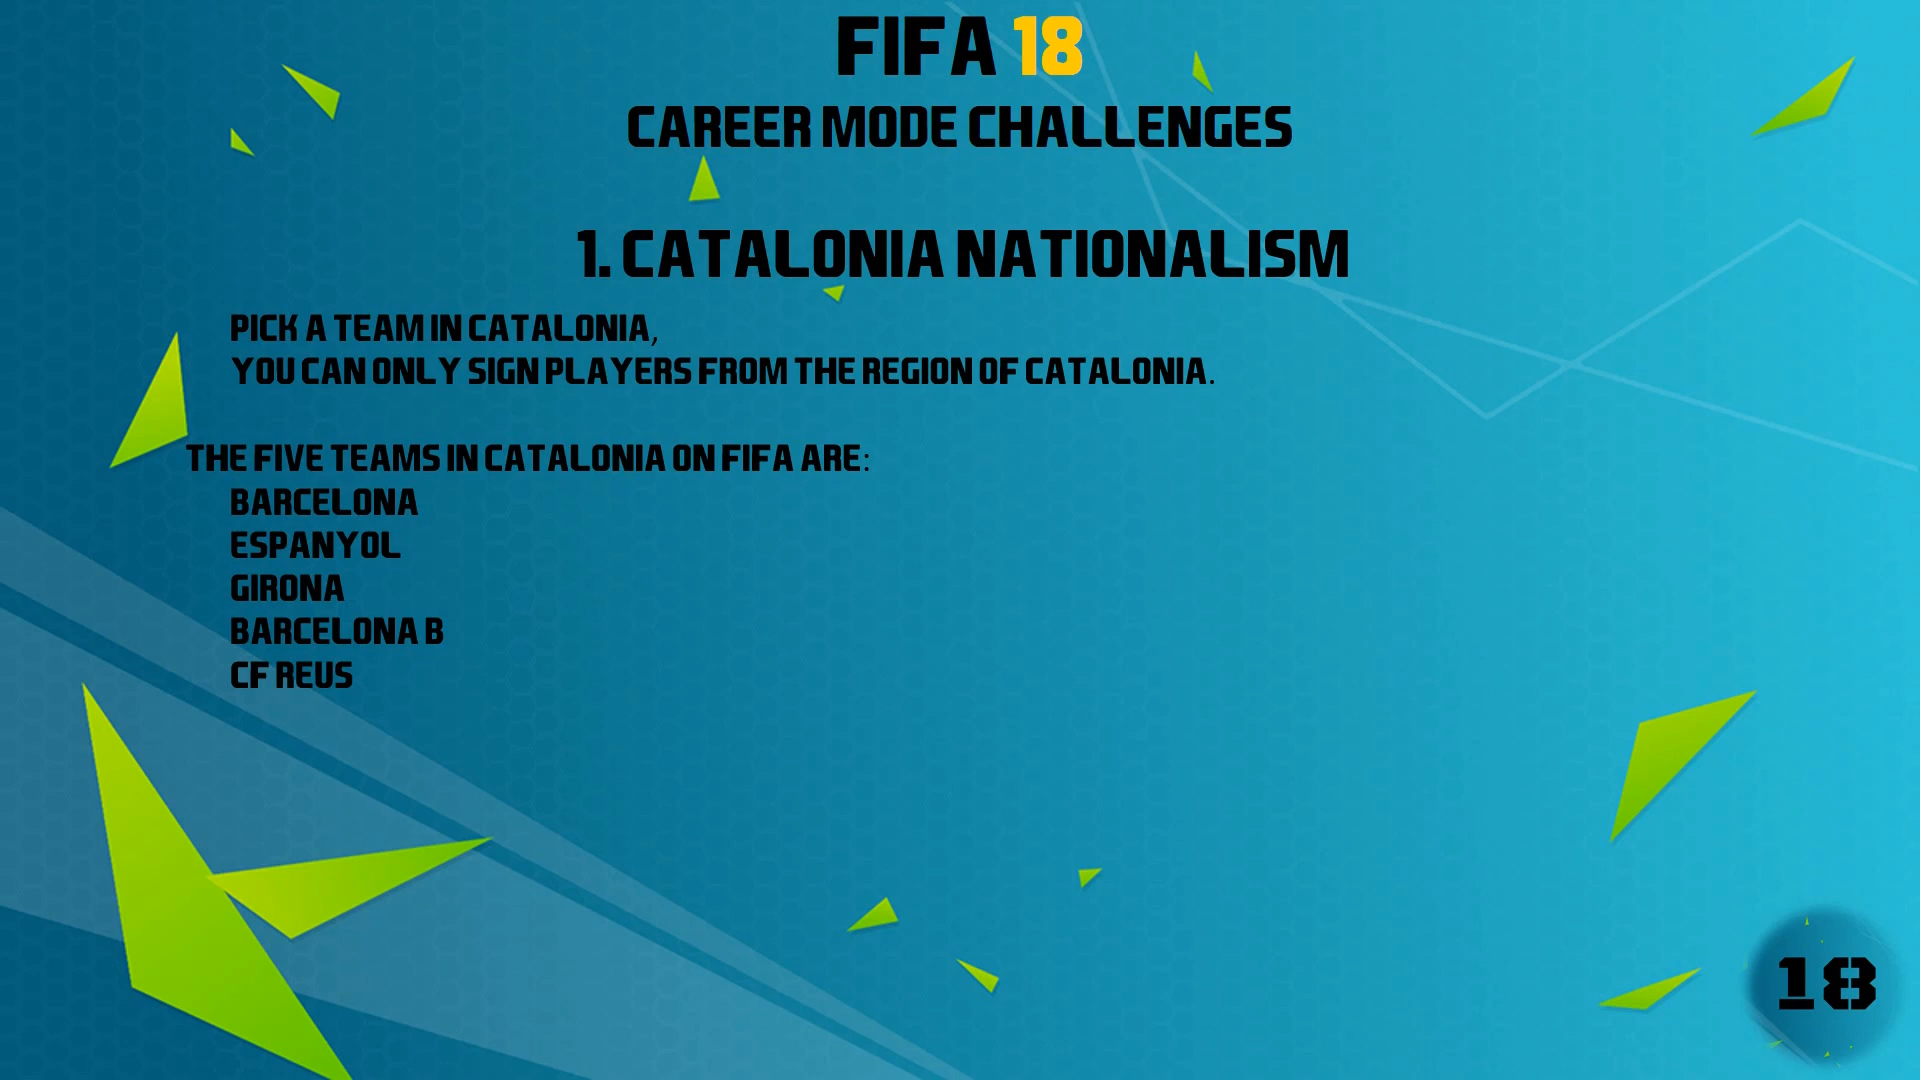 FIFA 18
CAREER MODE CHALLENGES
1. CATALONIA NATIONALISM
PICK A TEAM IN CATALONIA,
YOU CAN ONLY SIGN PLAYERS FROM THE REGION OF CATALONIA.
THE FIVE TEAMS IN CATALONIA ON FIFA ARE:
BARCELONA
ESPANYOL
GIRONA
BARCELONA B
CF REUS
18